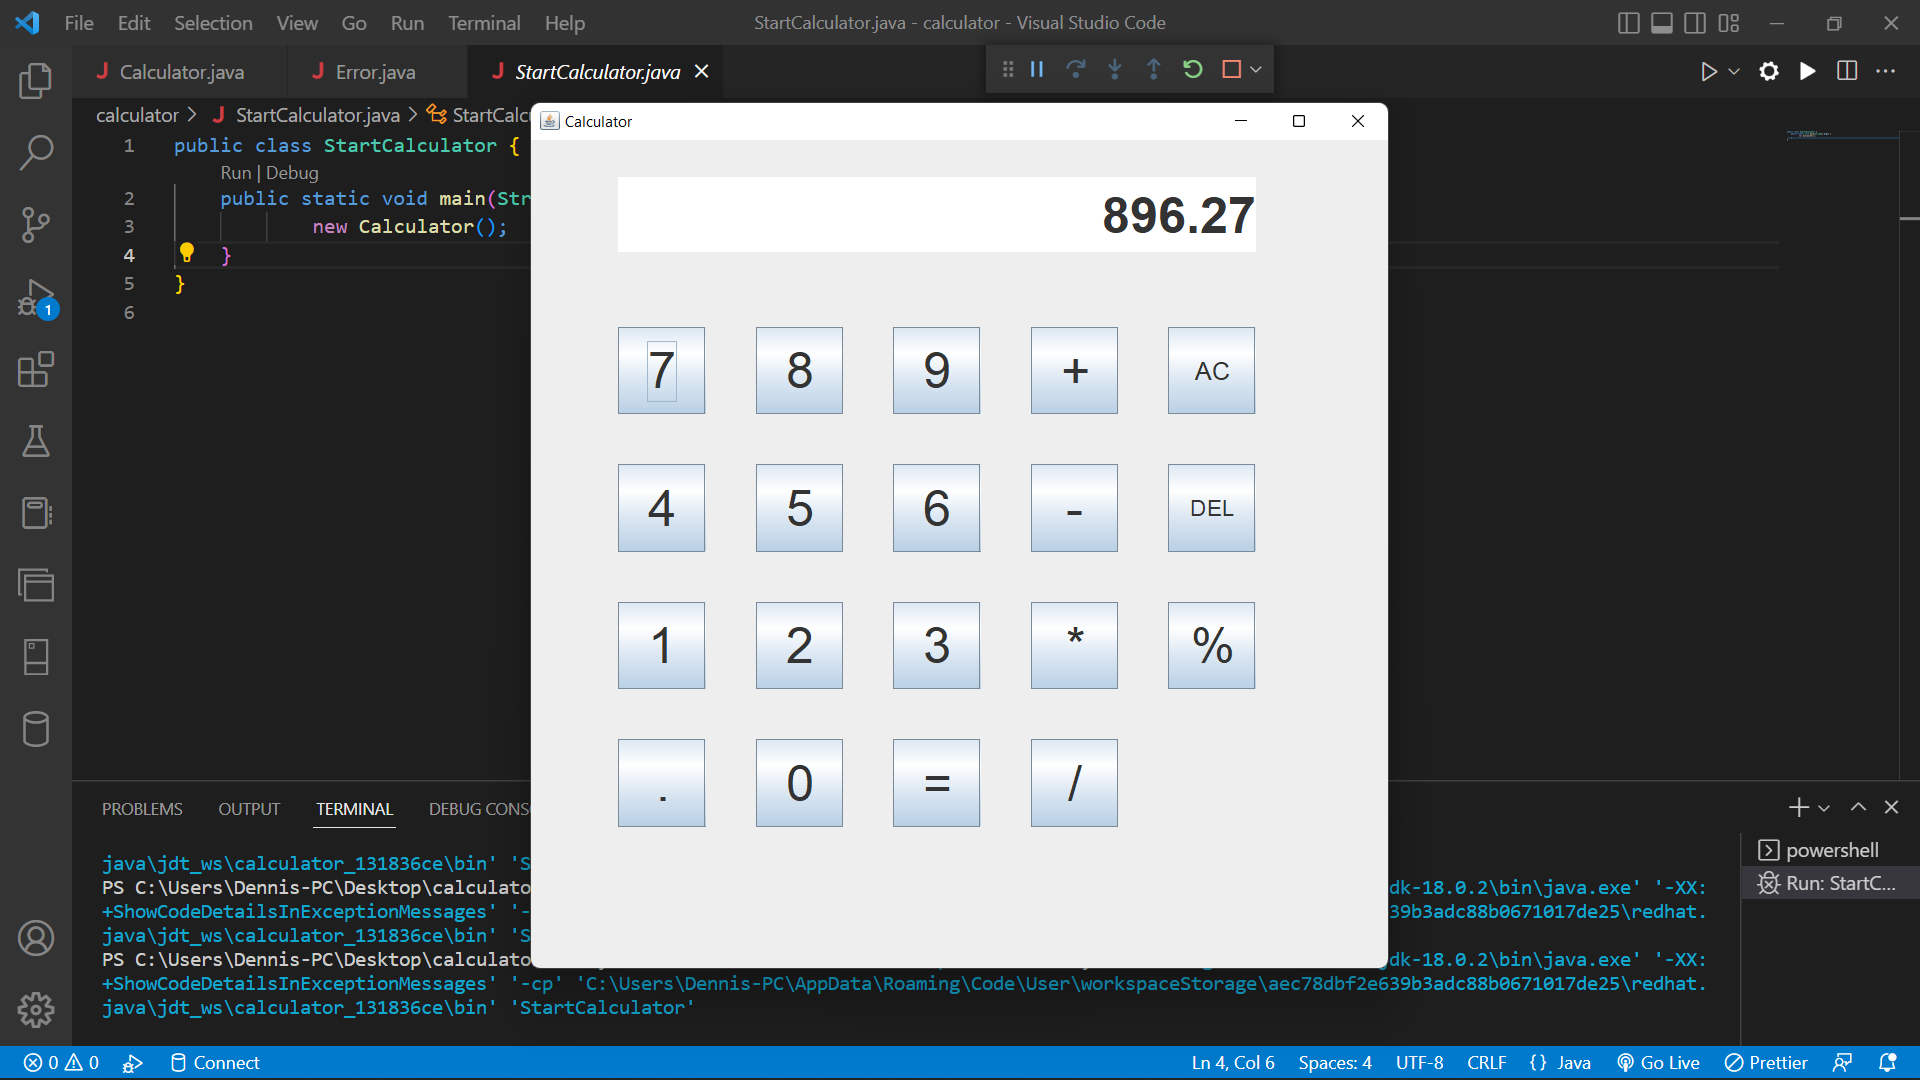 File Edit Selection View Go Run Terminal Help
StartCalculator.java - calculator - Visual Studio Code
Calculator.java Error.java StartCalculator.java
calculator > StartCalculator.java > StartCalc
1 public class StartCalculator {
Run | Debug
2 public static void main(Str
3 new Calculator();
4 }
5 }
6
1
Calculator
896.27
7 8 9 + AC
4 5 6 - DEL
1 2 3 * %
. 0 = /
PROBLEMS OUTPUT TERMINAL DEBUG CONS
powershell
Run: StartC...
java\jdt_ws\calculator_131836ce\bin' 'S
PS C:\Users\Dennis-PC\Desktop\calculato dk-18.0.2\bin\java.exe' '-XX:
+ShowCodeDetailsInExceptionMessages' '- 39b3adc88b0671017de25\redhat.
java\jdt_ws\calculator_131836ce\bin' 'S
PS C:\Users\Dennis-PC\Desktop\calculato dk-18.0.2\bin\java.exe' '-XX:
+ShowCodeDetailsInExceptionMessages' '-cp' 'C:\Users\Dennis-PC\AppData\Roaming\Code\User\workspaceStorage\aec78dbf2e639b3adc88b0671017de25\redhat.
java\jdt_ws\calculator_131836ce\bin' 'StartCalculator'
0 0 Connect Ln 4, Col 6 Spaces: 4 UTF-8 CRLF {} Java Go Live Prettier